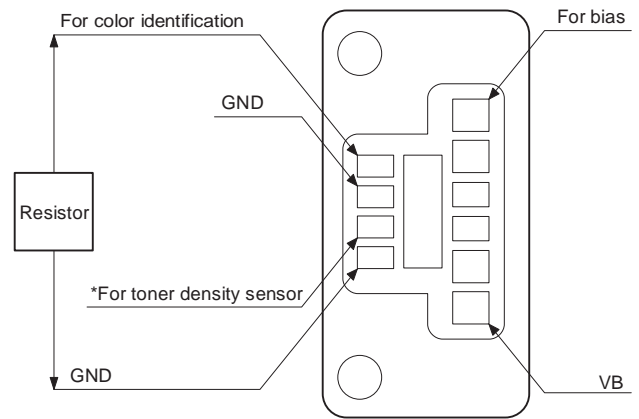 For color identification
For bias
GND
Resistor
*For toner density sensor
GND
VB